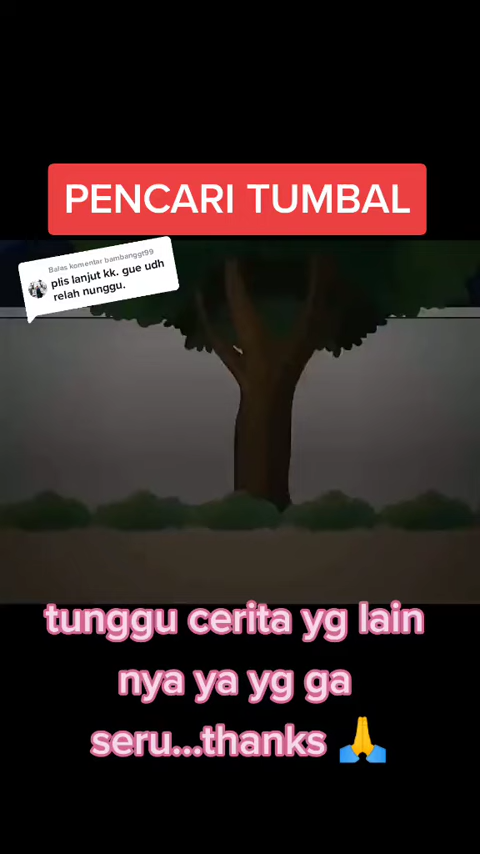 PENCARI TUMBAL
Balas komentar bambanggt99
plis lanjut kk. gue udh
relah nunggu.
tunggu cerita yg lain
nya ya yg ga
seru...thanks 🙏